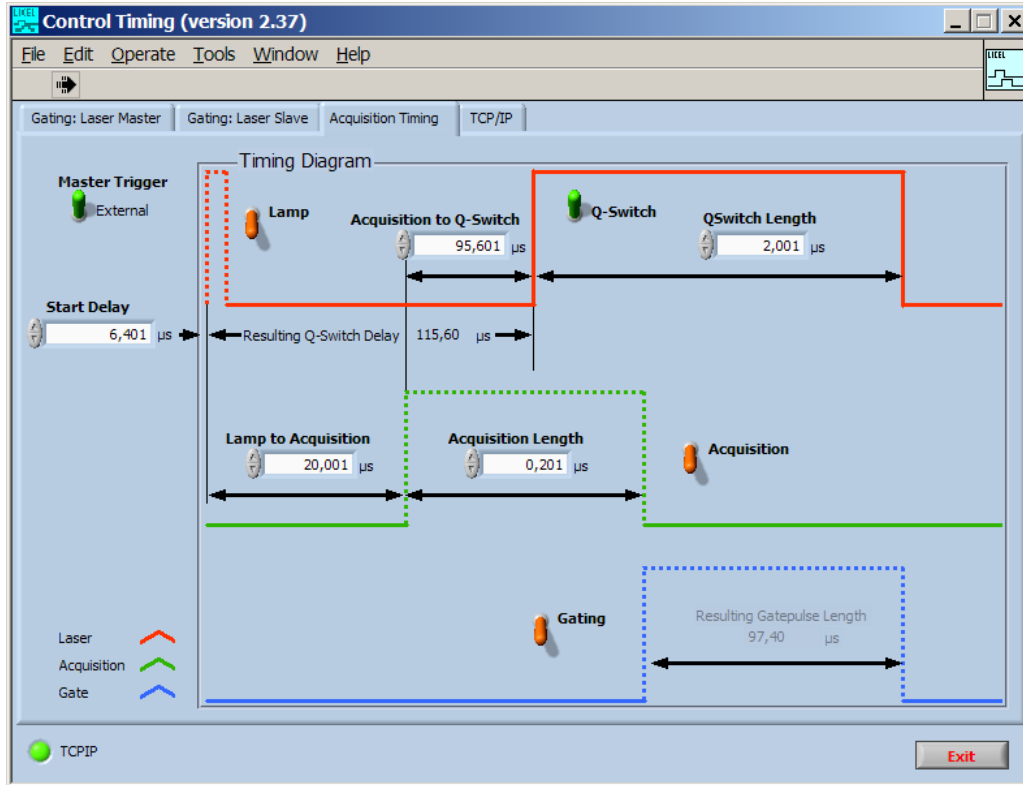 LICEL
Control Timing (version 2.37)
File Edit Operate Tools Window Help
LICEL
Gating: Laser Master Gating: Laser Slave Acquisition Timing TCP/IP
Timing Diagram
Master Trigger
External
Lamp
Acquisition to Q-Switch
95,601 µs
Q-Switch
QSwitch Length
2,001 µs
Start Delay
6,401 µs
Resulting Q-Switch Delay 115,60 µs
Lamp to Acquisition
20,001 µs
Acquisition Length
0,201 µs
Acquisition
Gating
Resulting Gatepulse Length
97,40 µs
Laser
Acquisition
Gate
TCPIP
Exit